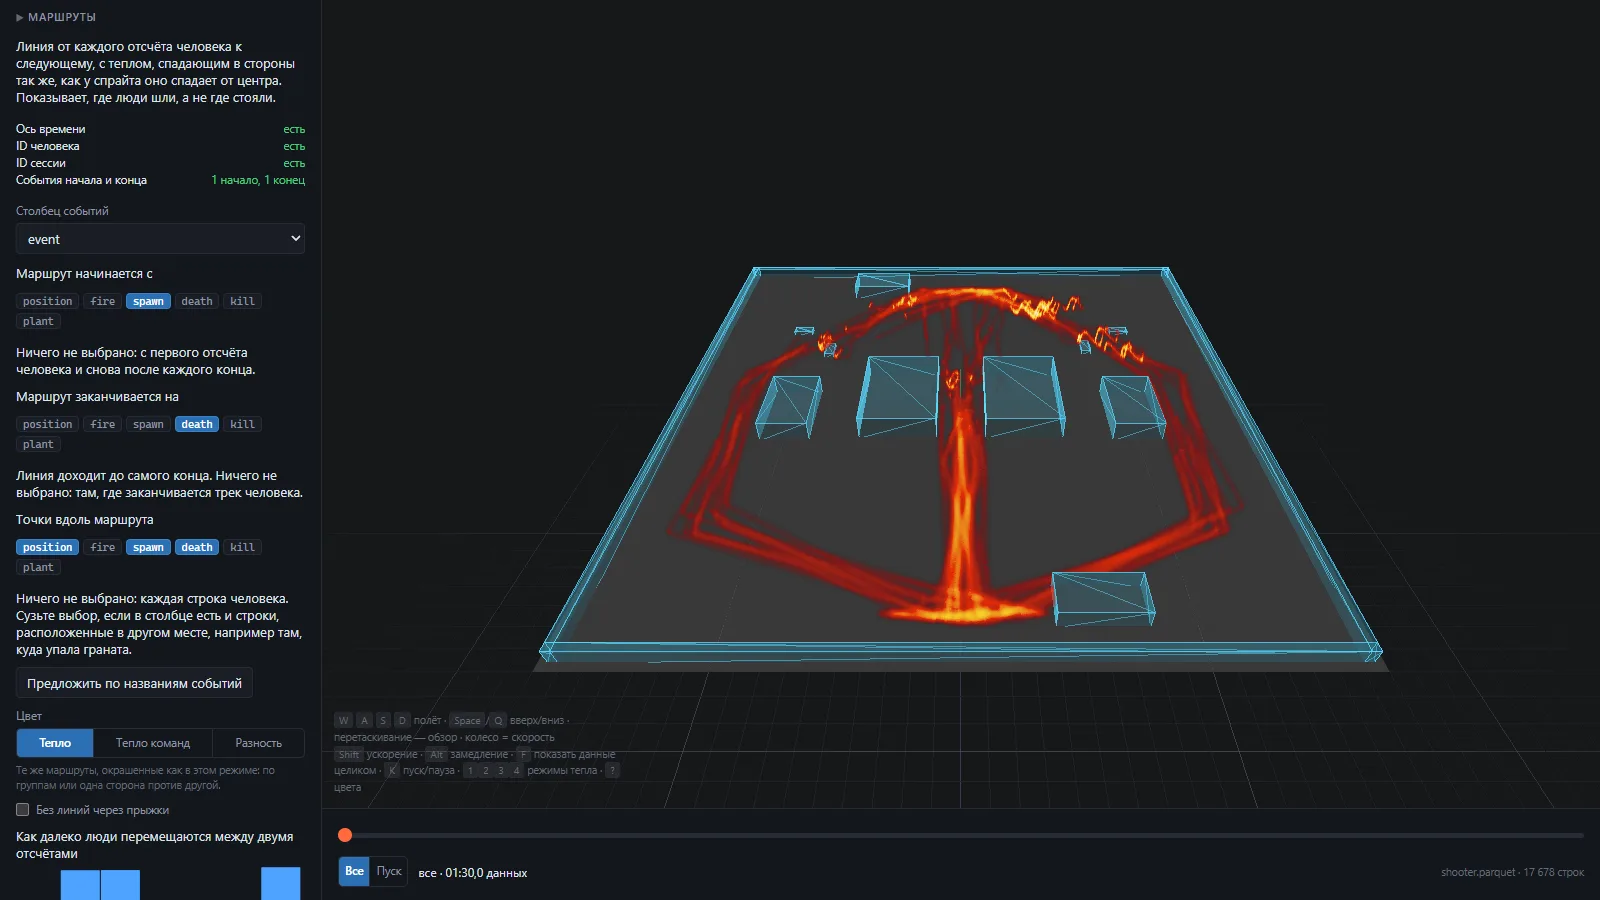 ▶ МАРШРУТЫ
Линия от каждого отсчёта человека к
следующему, с теплом, спадающим в стороны
так же, как у спрайта оно спадает от центра.
Показывает, где люди шли, а не где стояли.
Ось времени есть
ID человека есть
ID сессии есть
События начала и конца 1 начало, 1 конец
Столбец событий
event
Маршрут начинается с
position fire spawn death kill
plant
Ничего не выбрано: с первого отсчёта
человека и снова после каждого конца.
Маршрут заканчивается на
position fire spawn death kill
plant
Линия доходит до самого конца. Ничего не
выбрано: там, где заканчивается трек человека.
Точки вдоль маршрута
position fire spawn death kill
plant
Ничего не выбрано: каждая строка человека.
Сузьте выбор, если в столбце есть и строки,
расположенные в другом месте, например там,
куда упала граната.
Предложить по названиям событий
Цвет
Тепло Тепло команд Разность
Те же маршруты, окрашенные как в этом режиме: по
группам или одна сторона против другой.
Без линий через прыжки
Как далеко люди перемещаются между двумя
отсчётами
W A S D полёт · Space / Q вверх/вниз ·
перетаскивание — обзор · колесо = скорость
Shift ускорение · Alt замедление · F показать данные
целиком · K пуск/пауза · 1 2 3 4 режимы тепла · ?
цвета
Все Пуск все · 01:30,0 данных
shooter.parquet · 17 678 строк